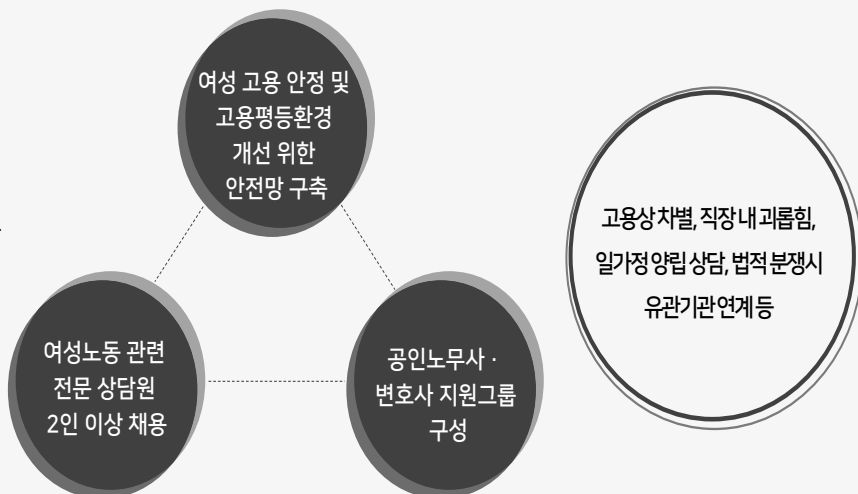 여성 고용 안정 및
고용평등환경
개선 위한
안전망 구축
고용상 차별, 직장 내 괴롭힘,
일가정 양립 상담, 법적 분쟁시
유관기관 연계 등
여성노동 관련
전문 상담원
2인 이상 채용
공인노무사 ·
변호사 지원그룹
구성